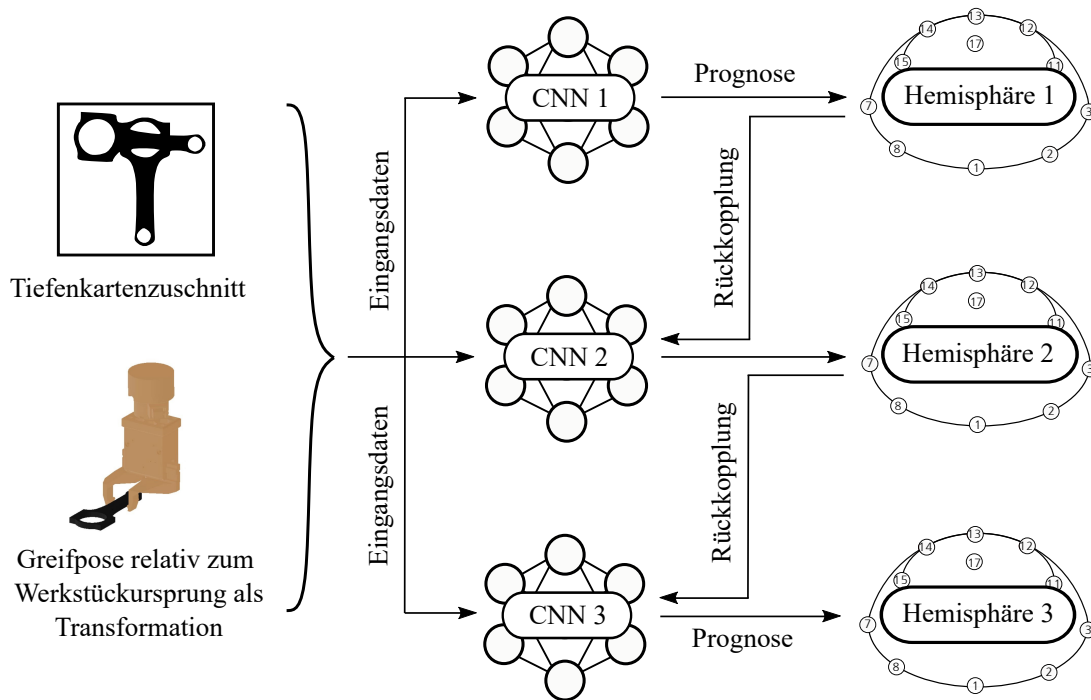 Tiefenkartenzuschnitt
Greifpose relativ zum
Werkstückursprung als
Transformation
Eingangsdaten
Eingangsdaten
CNN 1
Prognose
13
14
12
17
15
11
Hemisphäre 1
7
3
8
2
1
Rückkopplung
CNN 2
13
14
12
17
15
11
Hemisphäre 2
7
3
8
2
1
Rückkopplung
CNN 3
Prognose
13
14
12
17
15
11
Hemisphäre 3
7
3
8
2
1